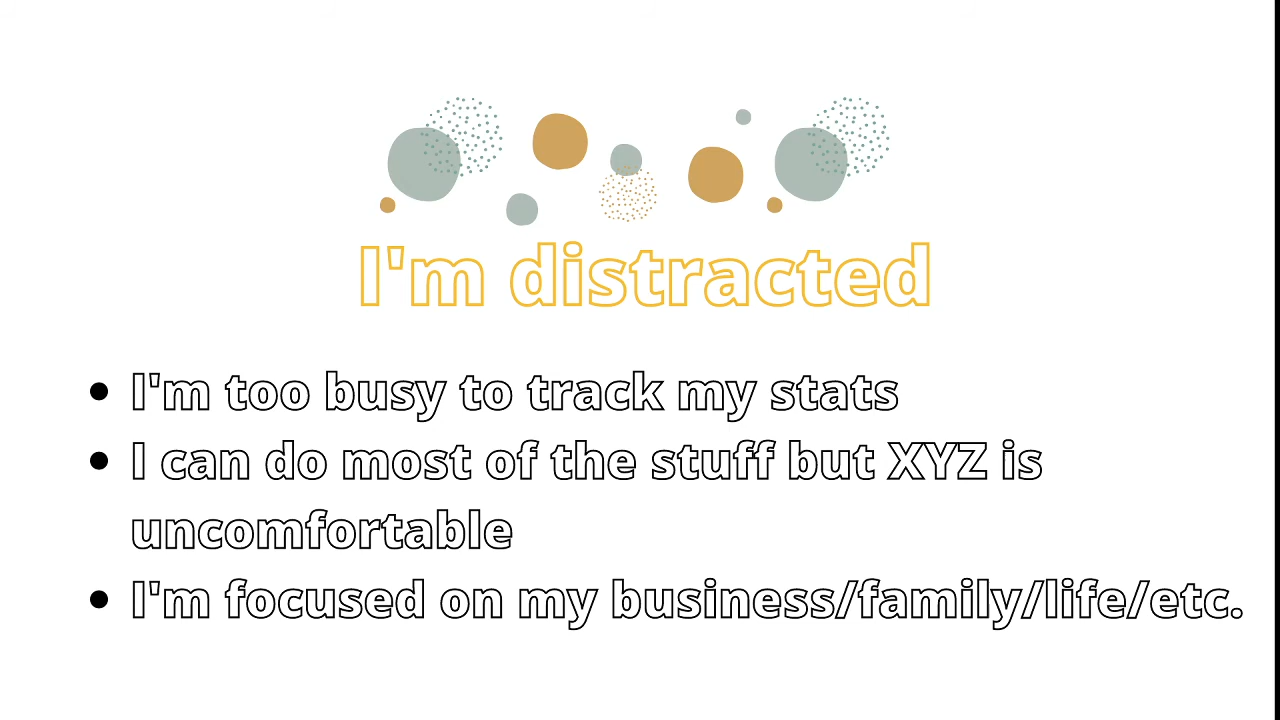 I'm distracted
I'm too busy to track my stats
I can do most of the stuff but XYZ is
uncomfortable
I'm focused on my business/family/life/etc.